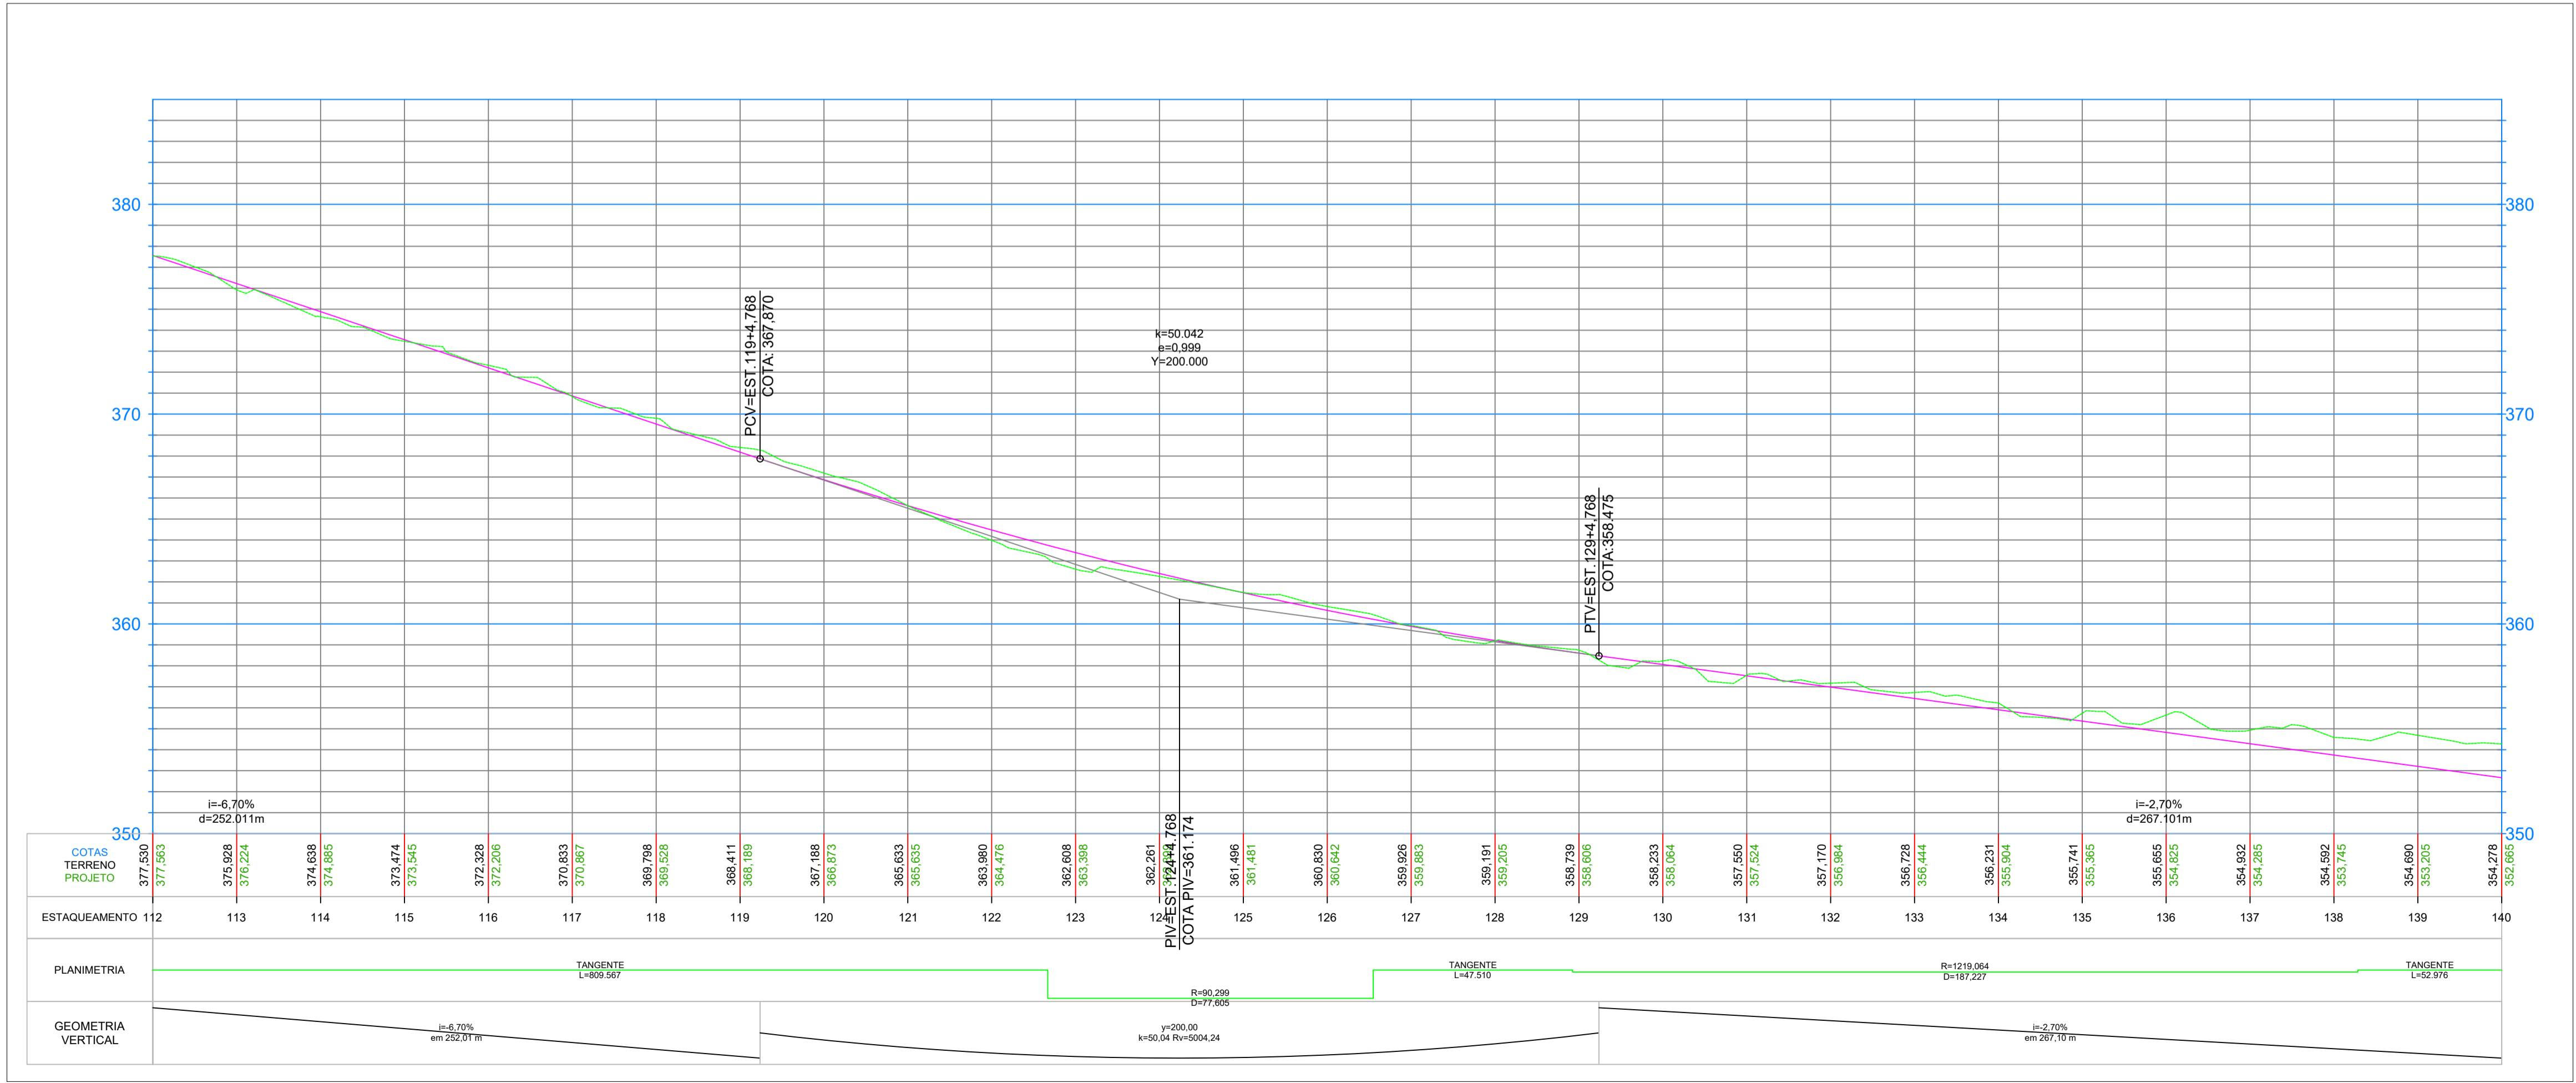 380
380
370
370
360
360
350
350
PCV=EST.119+4,768
COTA: 367,870
k=50.042
e=0,999
Y=200.000
PTV=EST.129+4,768
COTA:358.475
PIV=EST.124+4.768
COTA PIV=361.174
i=-6,70%
d=252.011m
i=-2,70%
d=267.101m
COTAS
TERRENO
PROJETO
377,530
377,563
375,928
376,224
374,638
374,885
373,474
373,545
372,328
372,206
370,833
370,867
369,798
369,528
368,411
368,189
367,188
366,873
365,633
365,635
363,980
364,476
362,608
363,398
362,261
361,496
361,481
360,830
360,642
359,926
359,883
359,191
359,205
358,739
358,606
358,233
358,064
357,550
357,524
357,170
356,984
356,728
356,444
356,231
355,904
355,741
355,365
355,655
354,825
354,932
354,285
354,592
353,745
354,690
353,205
354,278
352,665
ESTAQUEAMENTO 112 113 114 115 116 117 118 119 120 121 122 123 124 125 126 127 128 129 130 131 132 133 134 135 136 137 138 139 140
PLANIMETRIA
TANGENTE
L=809.567
R=90,299
D=77,605
TANGENTE
L=47.510
R=1219,064
D=187,227
TANGENTE
L=52.976
GEOMETRIA
VERTICAL
i=-6,70%
em 252,01 m
y=200,00
k=50,04 Rv=5004,24
i=-2,70%
em 267,10 m